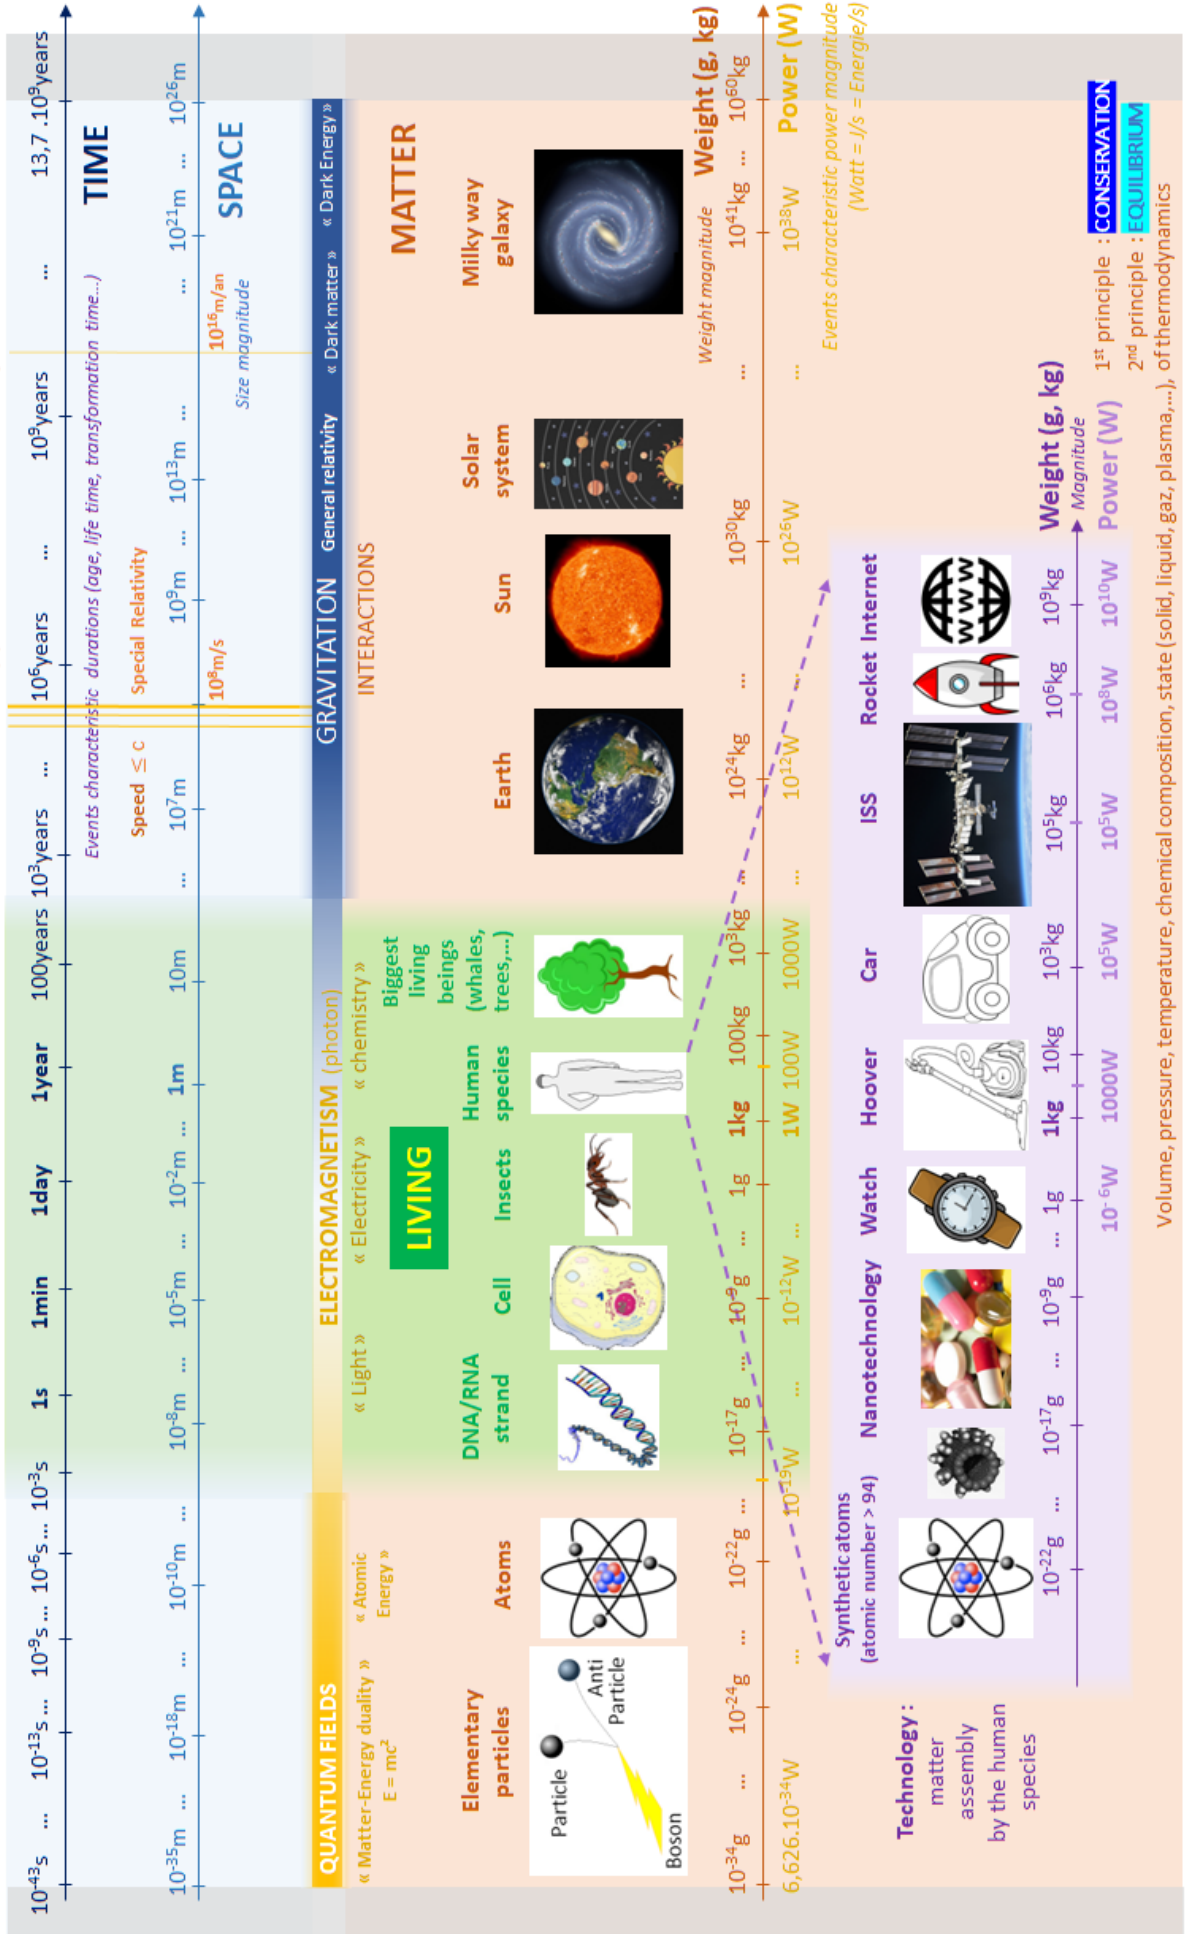 10⁻⁴³s ... 10⁻¹³s ... 10⁻⁹s ... 10⁻⁶s ... 10⁻³s 1s 1min 1day 1year 100years 10³years ... 10⁶years ... 10⁹years ... 13,7 .10⁹years
Events characteristic durations (age, life time, transformation time...)
TIME
Speed ≤ C Special Relativity
10⁻³⁵m ... 10⁻¹⁸m ... 10⁻¹⁰m ... 10⁻⁸m ... 10⁻⁵m ... 10⁻²m ... 1m 10m ... 10⁷m 10⁹m ... 10¹³m ... ... 10²¹m ... 10²⁶m
10⁸m/s 10¹⁶m/an
Size magnitude
SPACE
QUANTUM FIELDS ELECTROMAGNETISM (photon) GRAVITATION General relativity « Dark matter » « Dark Energy »
« Matter-Energy duality »
E = mc²
« Atomic
Energy »
« Light » « Electricity » « chemistry »
INTERACTIONS
MATTER
LIVING
Elementary
particles
Atoms
DNA/RNA
strand
Cell
Insects
Human
species
Biggest
living
beings
(whales,
trees,...)
Earth
Sun
Solar
system
Milky way
galaxy
Particle
Anti
Particle
Boson
Weight magnitude
Weight (g, kg)
10⁻³⁴g ... 10⁻²⁴g ... 10⁻²²g ... 10⁻¹⁷g ... 10⁻⁹g ... 1g 1kg 100kg 10³kg ... 10²⁴kg ... 10³⁰kg ... 10⁴¹kg ... 10⁶⁰kg
6,626.10⁻³⁴W ... 10⁻¹⁹W ... 10⁻¹²W ... 1W 100W 1000W ... 10¹²W ... 10²⁶W ... 10³⁸W
Power (W)
Events characteristic power magnitude
(Watt = J/s = Energie/s)
Technology :
matter
assembly
by the human
species
Synthetic atoms
(atomic number > 94)
Nanotechnology
Watch
Hoover
Car
ISS
Rocket
Internet
WWW
10⁻²²g ... 10⁻¹⁷g ... 10⁻⁹g ... 1g 1kg 10kg 10³kg 10⁵kg 10⁶kg 10⁹kg
Weight (g, kg)
Magnitude
10⁻⁶W 1000W 10⁵W 10⁵W 10⁸W 10¹⁰W
Power (W)
1st principle : CONSERVATION
2nd principle : EQUILIBRIUM
Volume, pressure, temperature, chemical composition, state (solid, liquid, gaz, plasma,...), of thermodynamics